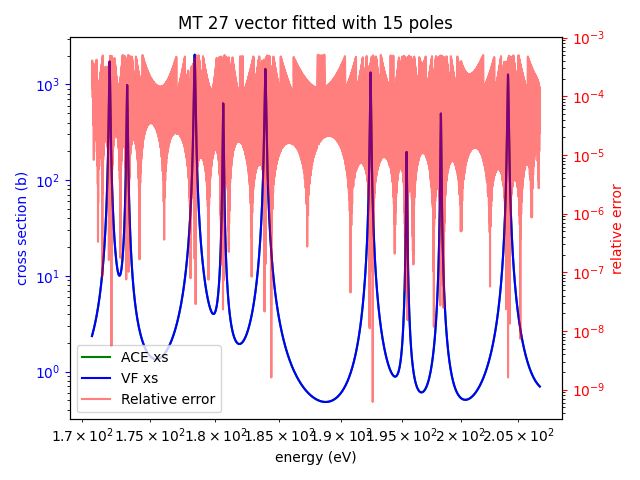 MT 27 vector fitted with 15 poles
10³
10²
10¹
10⁰
cross section (b)
10⁻³
10⁻⁴
10⁻⁵
10⁻⁶
10⁻⁷
10⁻⁸
10⁻⁹
relative error
ACE xs
VF xs
Relative error
1.7 × 10² 1.75 × 10² 1.8 × 10² 1.85 × 10² 1.9 × 10² 1.95 × 10² 2 × 10² 2.05 × 10²
energy (eV)